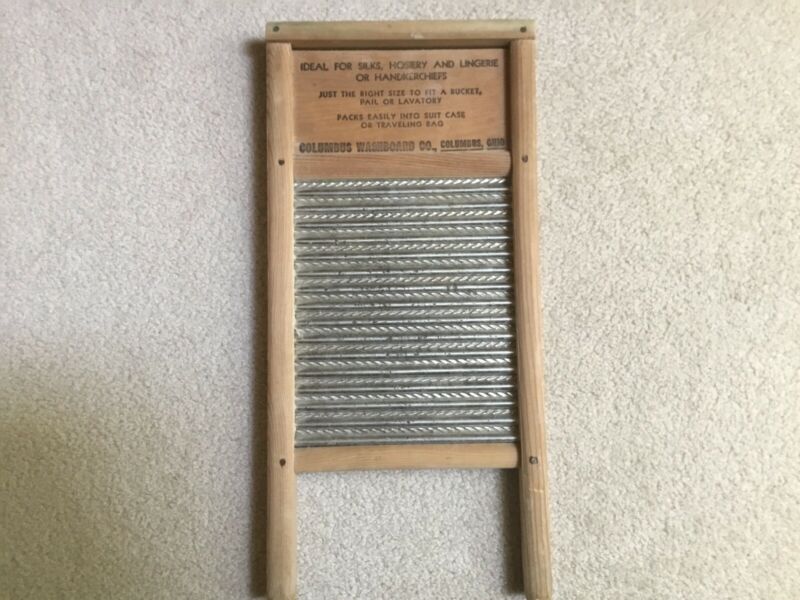 IDEAL FOR SILKS, HOSIERY AND LINGERIE
OR HANDKERCHIEFS
JUST THE RIGHT SIZE TO FIT A BUCKET,
PAIL OR LAVATORY
PACKS EASILY INTO SUIT CASE
OR TRAVELING BAG
COLUMBUS WASHBOARD CO., COLUMBUS, OHIO